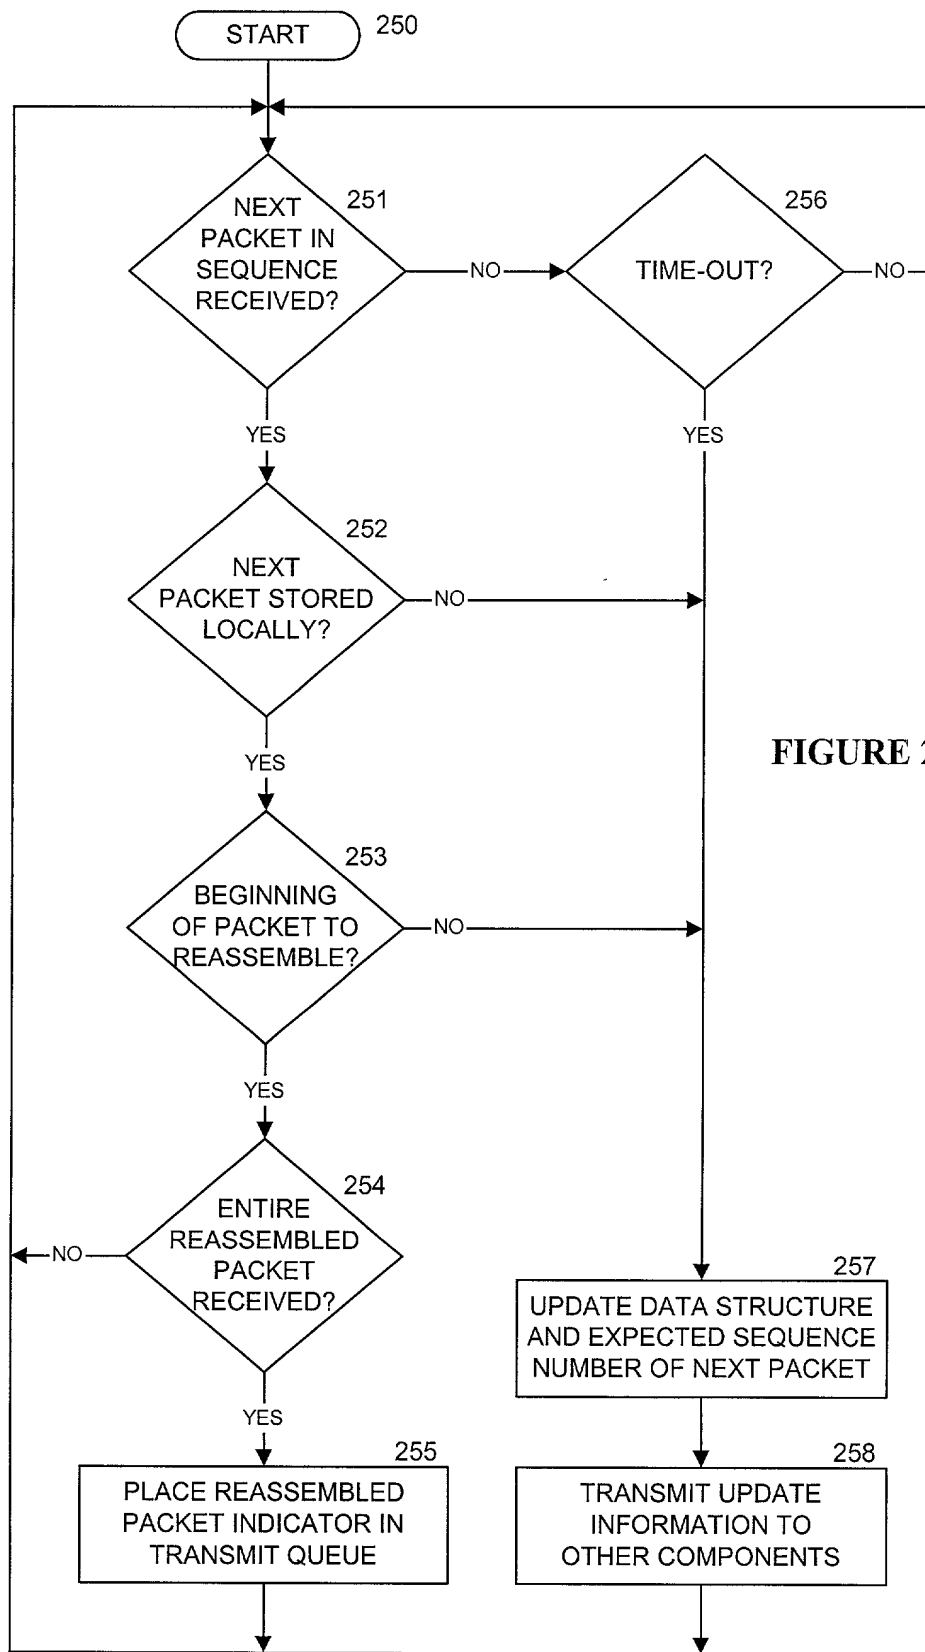 START
250
NEXT
PACKET IN
SEQUENCE
RECEIVED?
251
NO
TIME-OUT?
256
NO
YES
YES
NEXT
PACKET STORED
LOCALLY?
252
NO
YES
FIGURE 2
BEGINNING
OF PACKET TO
REASSEMBLE?
253
NO
YES
ENTIRE
REASSEMBLED
PACKET
RECEIVED?
254
NO
YES
257
UPDATE DATA STRUCTURE
AND EXPECTED SEQUENCE
NUMBER OF NEXT PACKET
255
PLACE REASSEMBLED
PACKET INDICATOR IN
TRANSMIT QUEUE
258
TRANSMIT UPDATE
INFORMATION TO
OTHER COMPONENTS